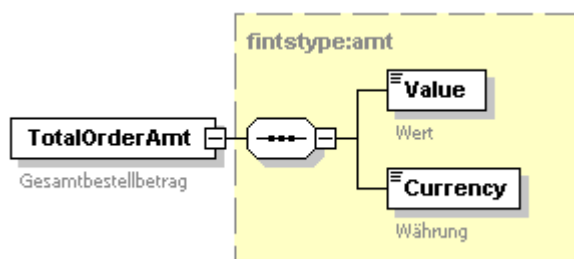 fintstype:amt
Value
Wert
TotalOrderAmt
Gesamtbestellbetrag
Currency
Währung